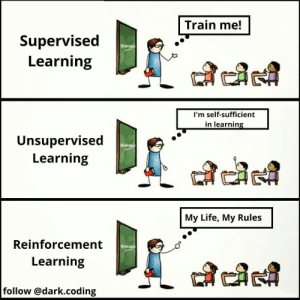 Train me!
Supervised
Learning
I'm self-sufficient
in learning
Unsupervised
Learning
My Life, My Rules
Reinforcement
Learning
follow @dark.coding